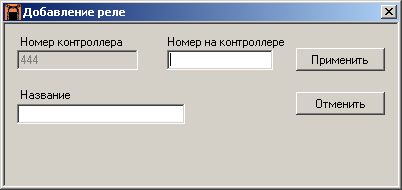 Добавление реле
Номер контроллера Номер на контроллере
444
Применить
Название
Отменить